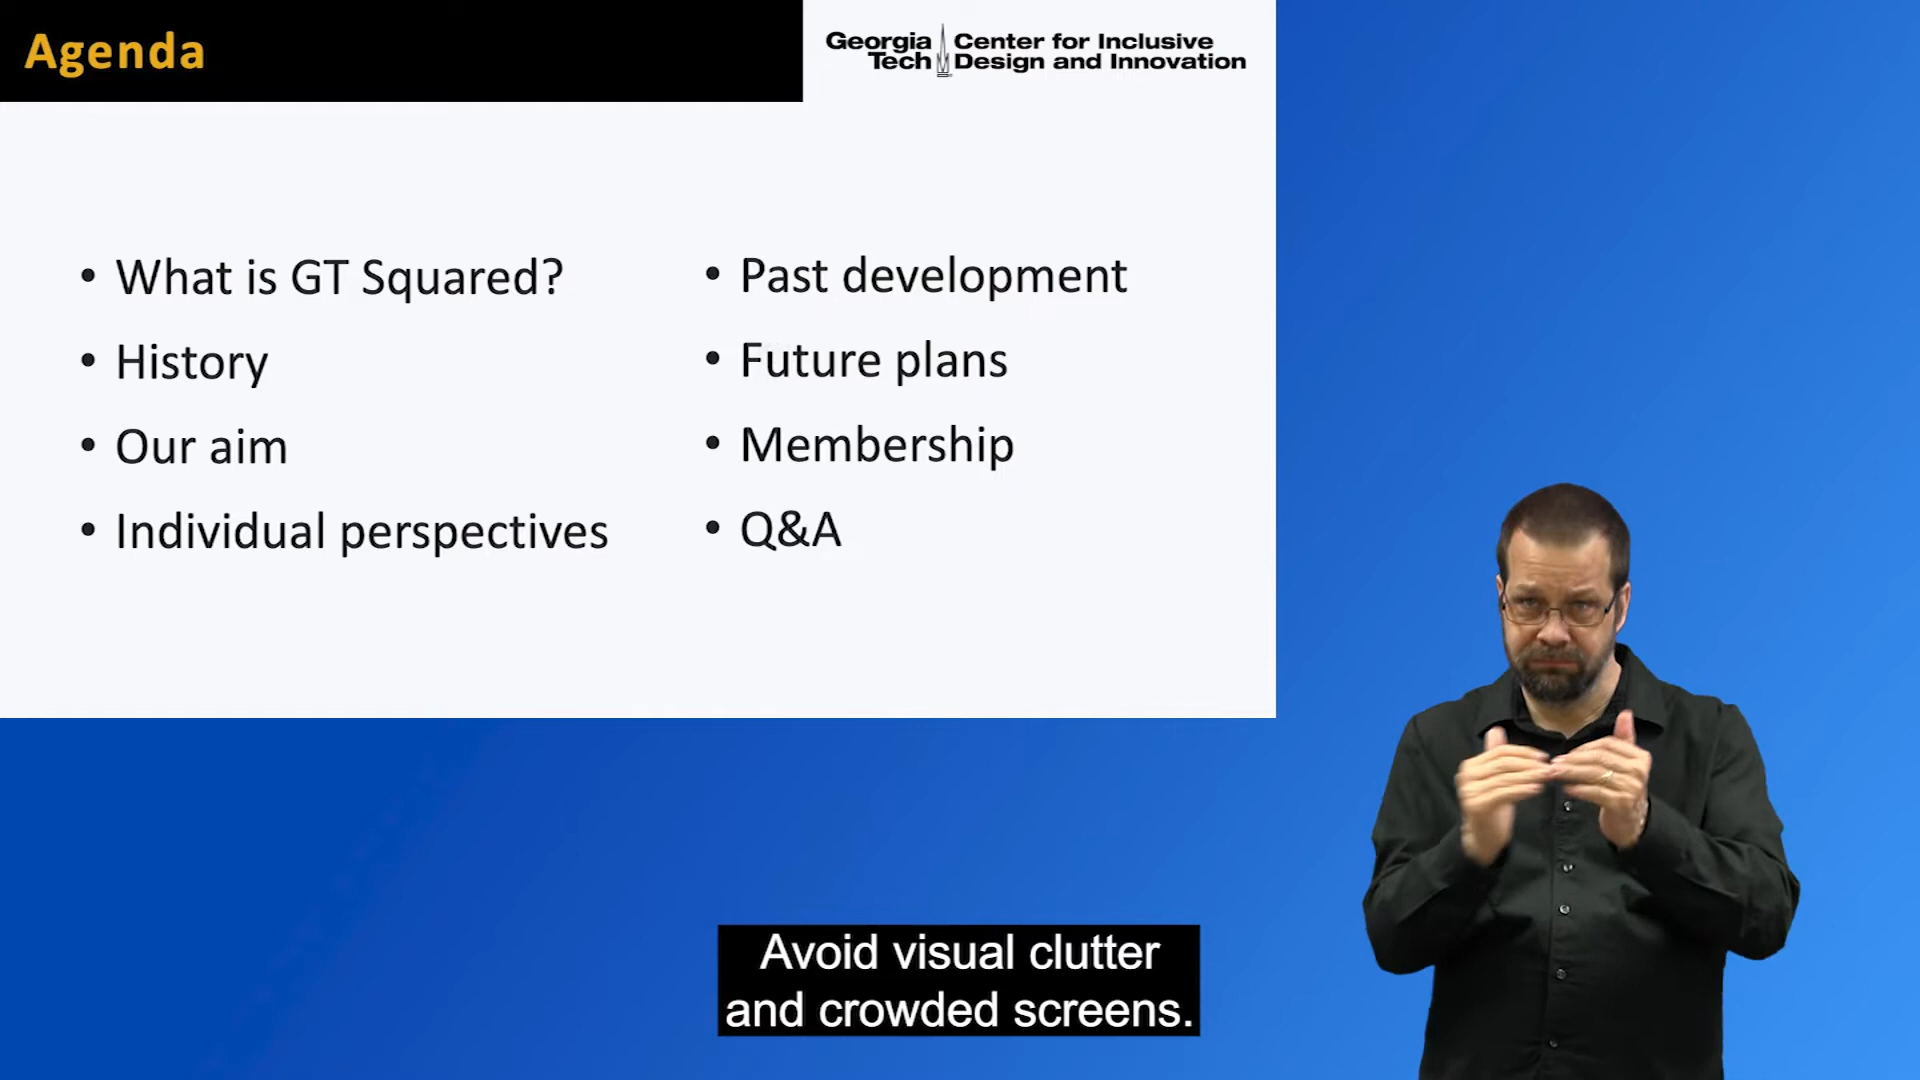 Agenda
Georgia Tech
Center for Inclusive
Design and Innovation
• What is GT Squared?
• History
• Our aim
• Individual perspectives
• Past development
• Future plans
• Membership
• Q&A
Avoid visual clutter
and crowded screens.